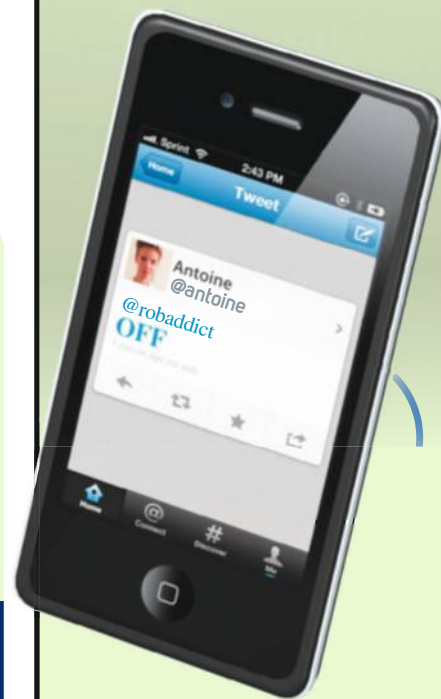 Sprint 2:43 PM
Home Tweet
Antoine
@antoine
@robaddict
OFF
Home Connect Discover Me